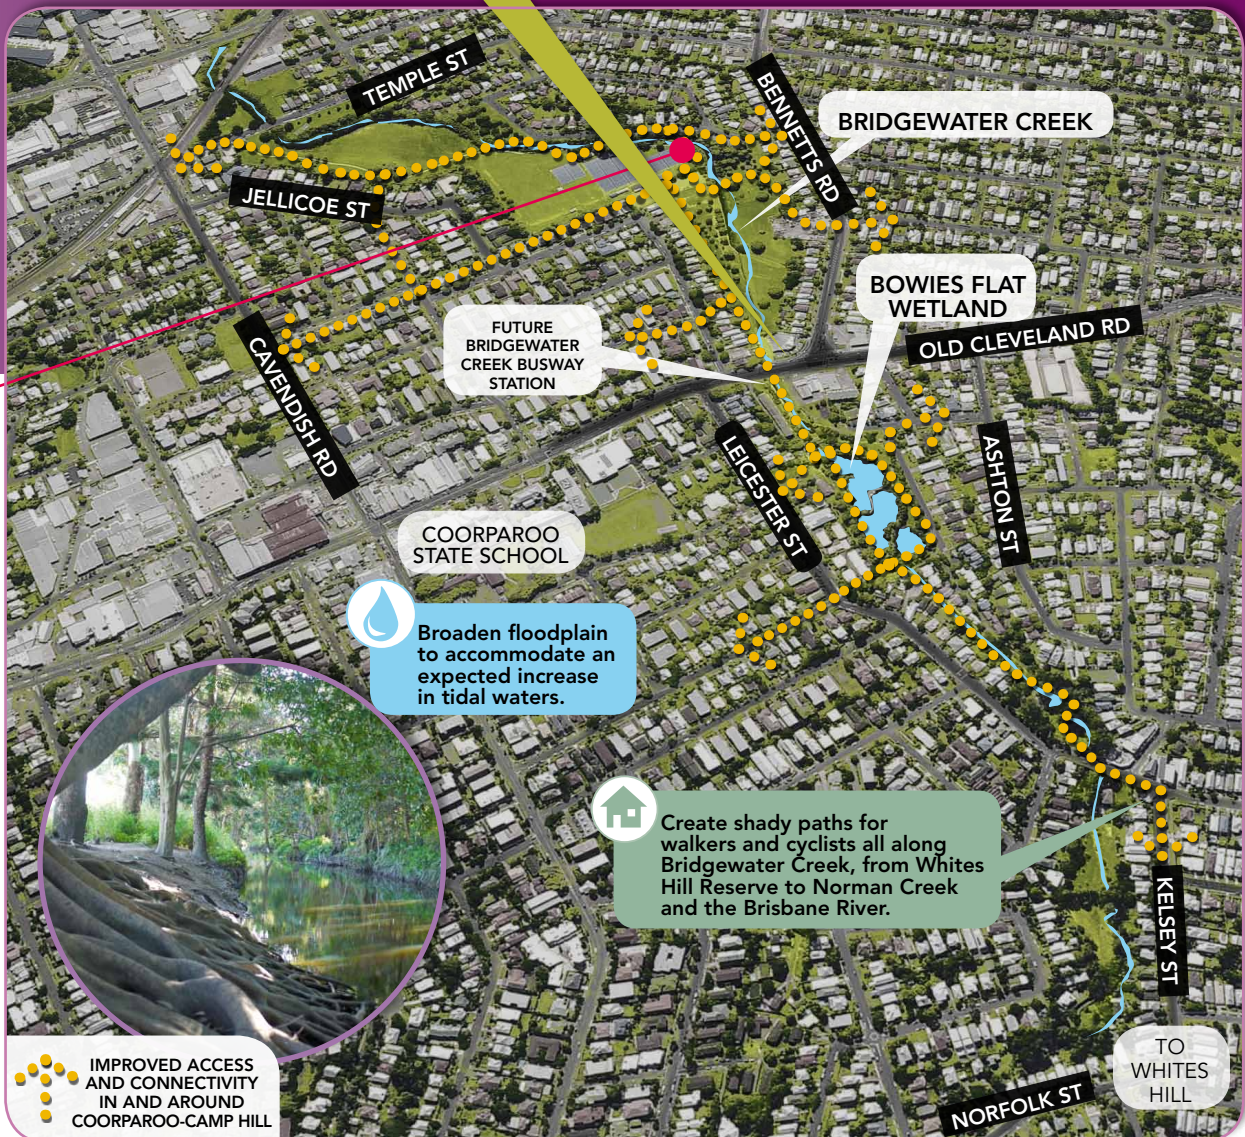 TEMPLE ST
BENNETTS RD
BRIDGEWATER CREEK
JELLICOE ST
BOWIES FLAT
WETLAND
FUTURE
BRIDGEWATER
CREEK BUSWAY
STATION
OLD CLEVELAND RD
CAVENDISH RD
LEICESTER ST
ASHTON ST
COORPAROO
STATE SCHOOL
Broaden floodplain
to accommodate an
expected increase
in tidal waters.
Create shady paths for
walkers and cyclists all along
Bridgewater Creek, from Whites
Hill Reserve to Norman Creek
and the Brisbane River.
KELSEY ST
TO
WHITES
HILL
NORFOLK ST
IMPROVED ACCESS
AND CONNECTIVITY
IN AND AROUND
COORPAROO-CAMP HILL